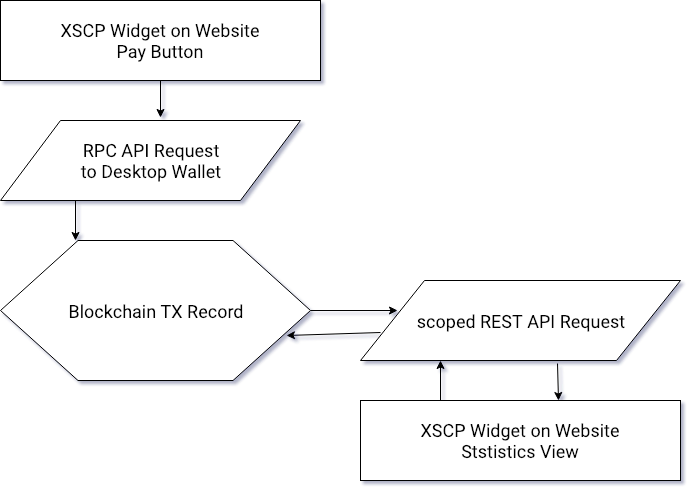 XSCP Widget on Website
Pay Button
RPC API Request
to Desktop Wallet
Blockchain TX Record
scoped REST API Request
XSCP Widget on Website
Ststistics View